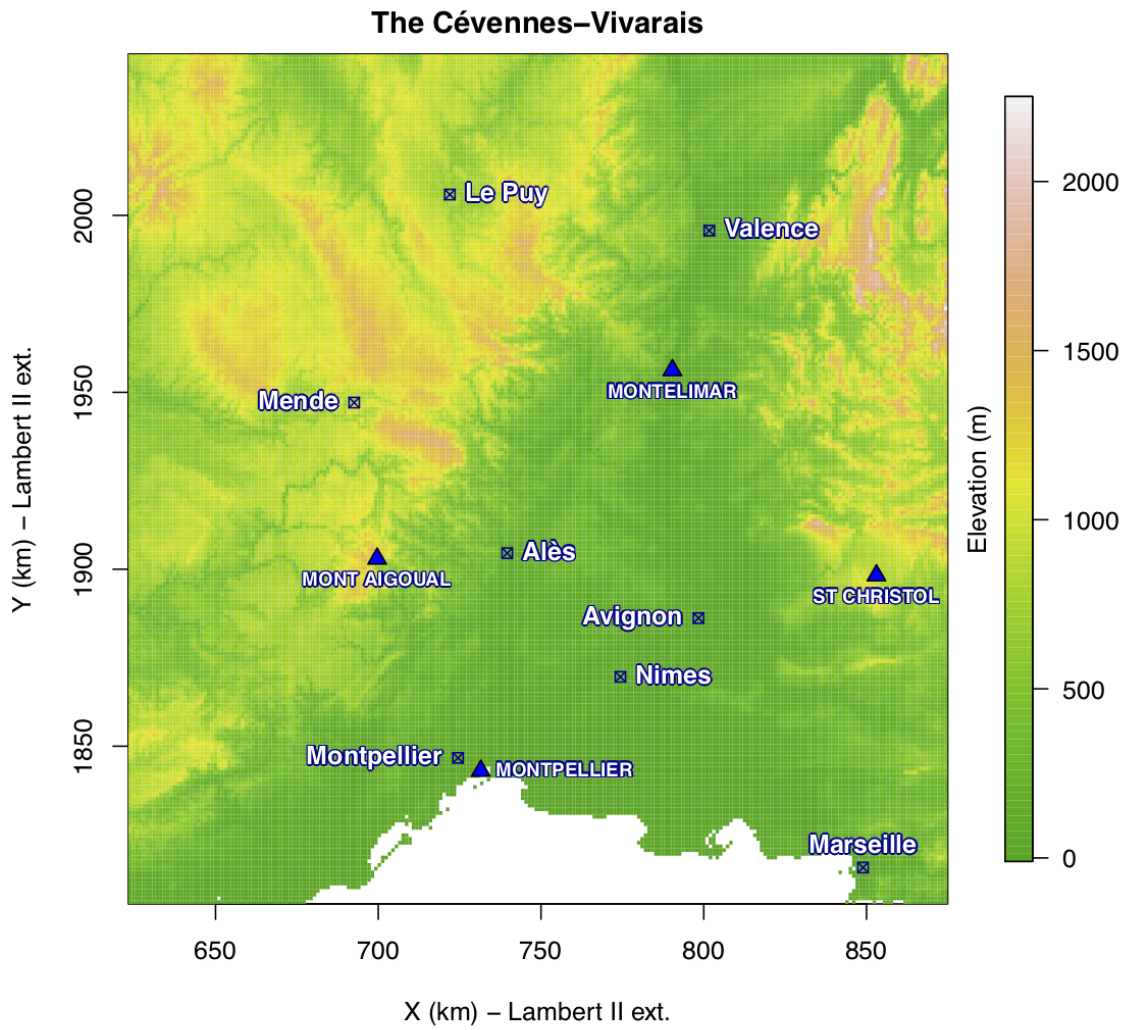 The Cévennes−Vivarais
Le Puy
Valence
MONTELIMAR
Mende
Alès
MONT AIGOUAL
ST CHRISTOL
Avignon
Nimes
Montpellier
MONTPELLIER
Marseille
2000
1950
1900
1850
Y (km) − Lambert II ext.
650 700 750 800 850
X (km) − Lambert II ext.
2000
1500
1000
500
0
Elevation (m)